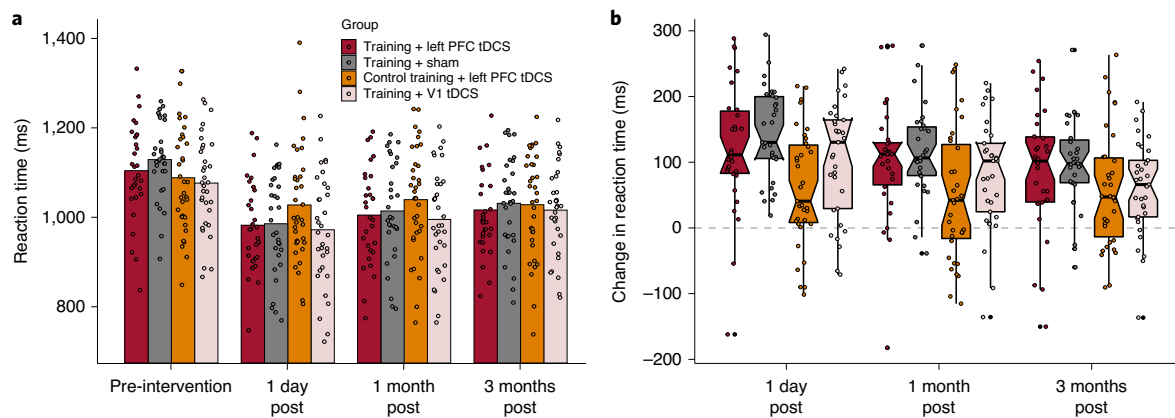 a
Reaction time (ms)
1,400
1,200
1,000
800
Group
Training + left PFC tDCS
Training + sham
Control training + left PFC tDCS
Training + V1 tDCS
Pre-intervention
1 day
post
1 month
post
3 months
post
b
Change in reaction time (ms)
300
200
100
0
−100
−200
1 day
post
1 month
post
3 months
post